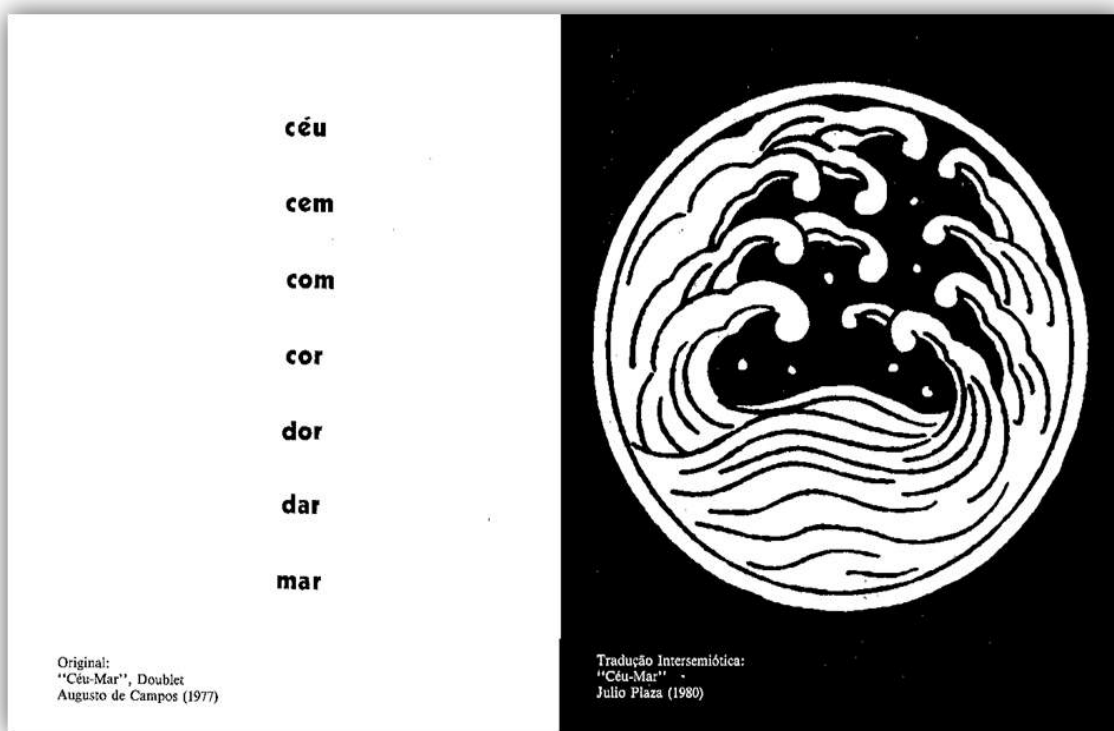 céu
cem
com
cor
dor
dar
mar
Original:
"Céu-Mar", Doublet
Augusto de Campos (1977)
Tradução Intersemiótica:
"Céu-Mar"
Julio Plaza (1980)